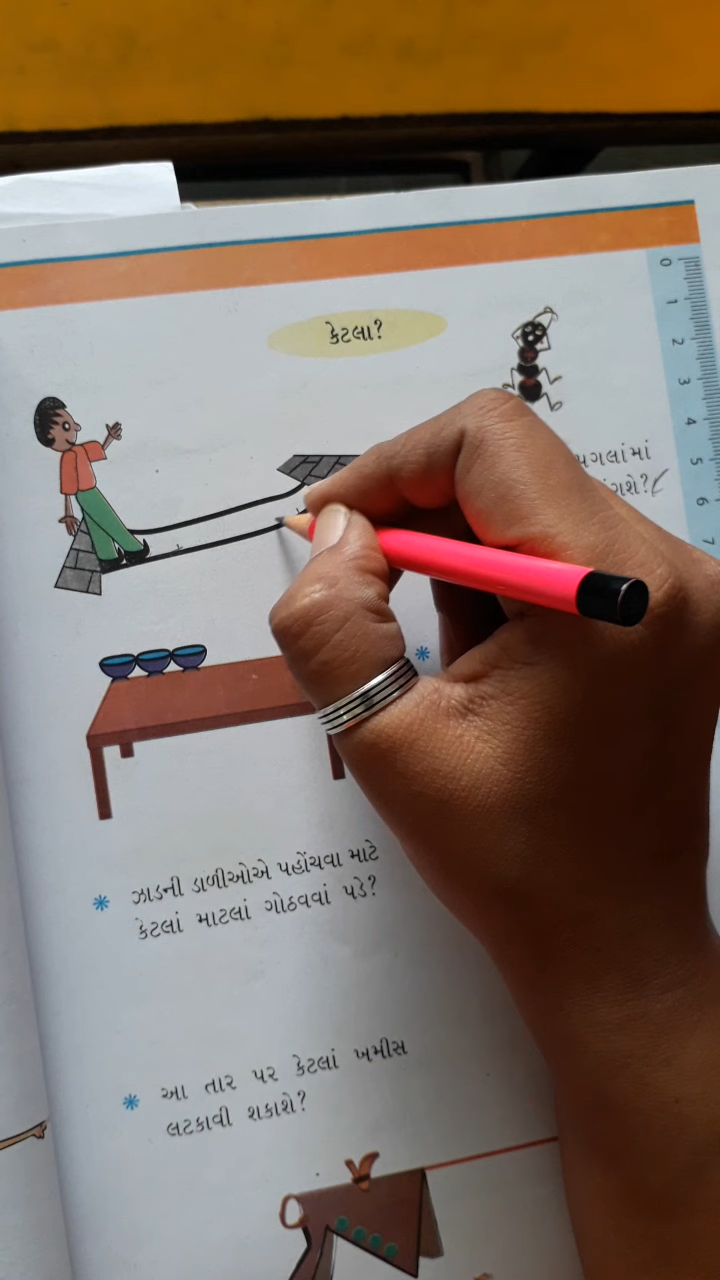 કેટલા?
0
1
2
3
4
5
6
7
પગલાંમાં
ઝાડની ડાળીઓએ પહોંચવા માટે
કેટલાં માટલાં ગોઠવવાં પડે?
આ તાર પર કેટલાં ખમીસ
લટકાવી શકાશે?